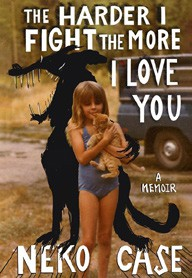 THE HARDER I
FIGHT THE MORE
I LOVE
YOU
A
MEMOIR
NEKO CASE